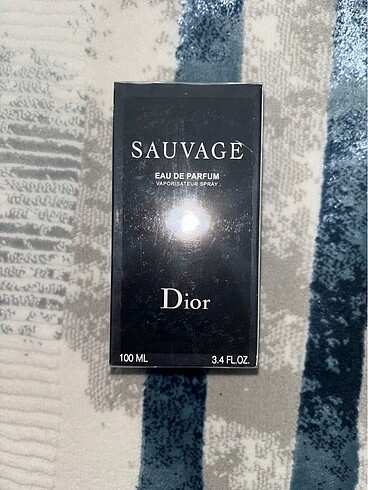 SAUVAGE
EAU DE PARFUM
VAPORISATEUR SPRAY
Dior
100 ML 3.4 FL.OZ.